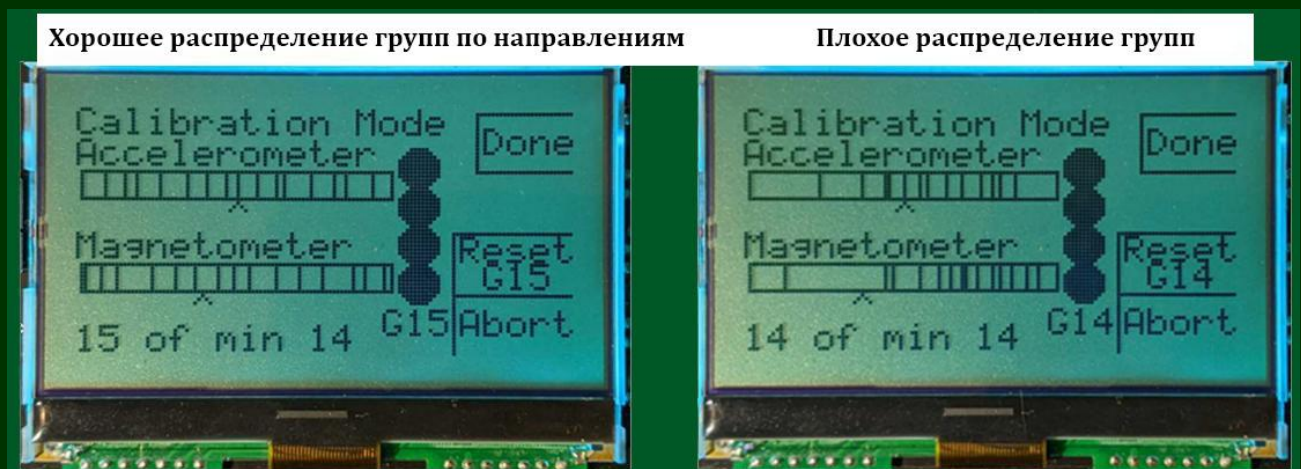 Хорошее распределение групп по направлениям
Плохое распределение групп
Calibration Mode
Accelerometer
Done
Magnetometer
Reset
G15
15 of min 14
G15
Abort
Calibration Mode
Accelerometer
Done
Magnetometer
Reset
G14
14 of min 14
G14
Abort